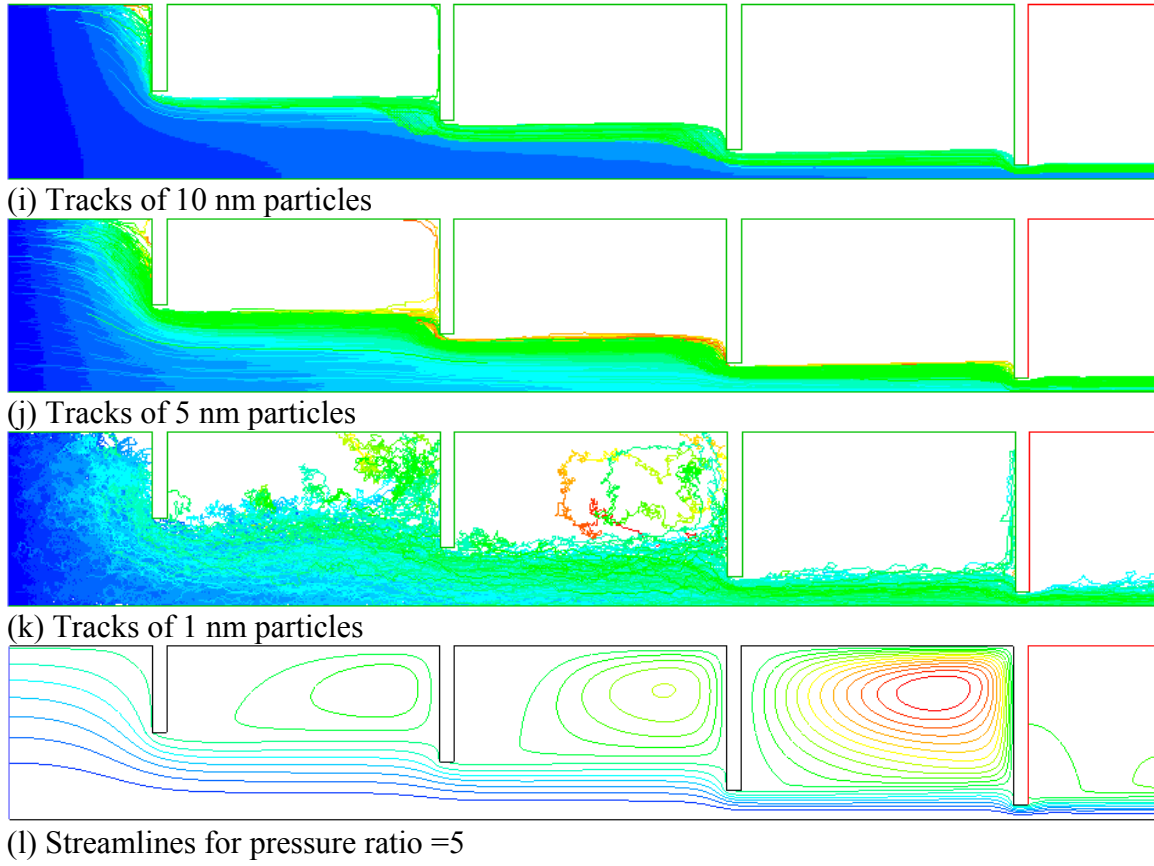 (i) Tracks of 10 nm particles
(j) Tracks of 5 nm particles
(k) Tracks of 1 nm particles
(l) Streamlines for pressure ratio =5